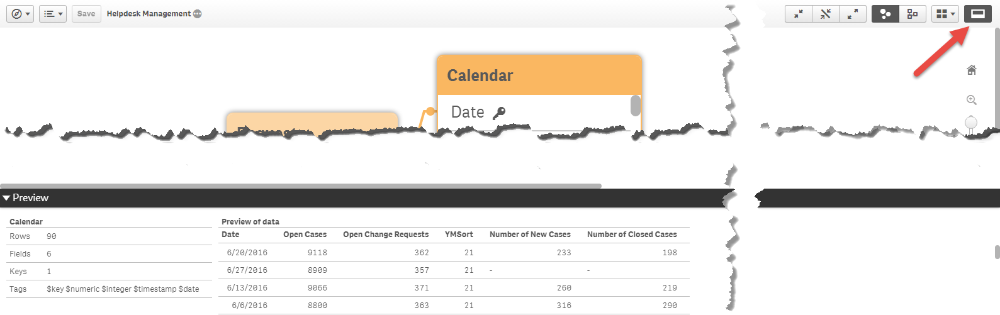 Save Helpdesk Management
Calendar
Date
Preview
Calendar
Rows 90
Fields 6
Keys 1
Tags $key $numeric $integer $timestamp $date
Preview of data
Date Open Cases Open Change Requests YMSort Number of New Cases Number of Closed Cases
6/20/2016 9118 362 21 233 198
6/27/2016 8909 357 21 - -
6/13/2016 9066 371 21 260 219
6/6/2016 8800 363 21 316 290